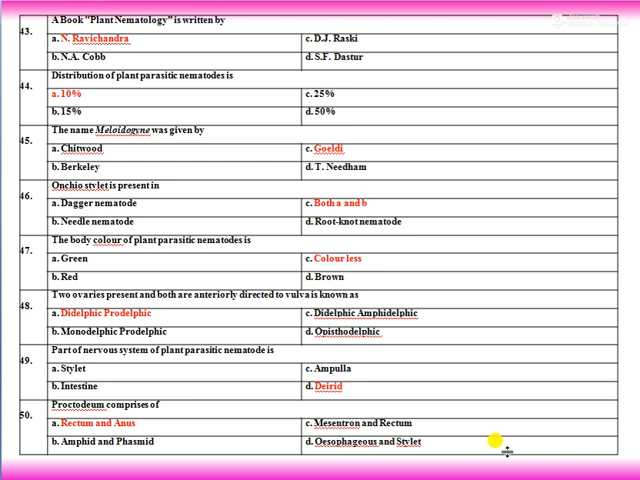 43.
A Book "Plant Nematology" is written by
a. N. Ravichandra c. D.J. Raski
b. N.A. Cobb d. S.F. Dastur
44.
Distribution of plant parasitic nematodes is
a. 10% c. 25%
b. 15% d. 50%
45.
The name Meloidogyne was given by
a. Chitwood c. Goeldi
b. Berkeley d. T. Needham
46.
Onchio stylet is present in
a. Dagger nematode c. Both a and b
b. Needle nematode d. Root-knot nematode
47.
The body colour of plant parasitic nematodes is
a. Green c. Colour less
b. Red d. Brown
48.
Two ovaries present and both are anteriorly directed to vulva is known as
a. Didelphic Prodelphic c. Didelphic Amphidelphic
b. Monodelphic Prodelphic d. Opisthodelphic
49.
Part of nervous system of plant parasitic nematode is
a. Stylet c. Ampulla
b. Intestine d. Deirid
50.
Proctodeum comprises of
a. Rectum and Anus c. Mesentron and Rectum
b. Amphid and Phasmid d. Oesophageous and Stylet